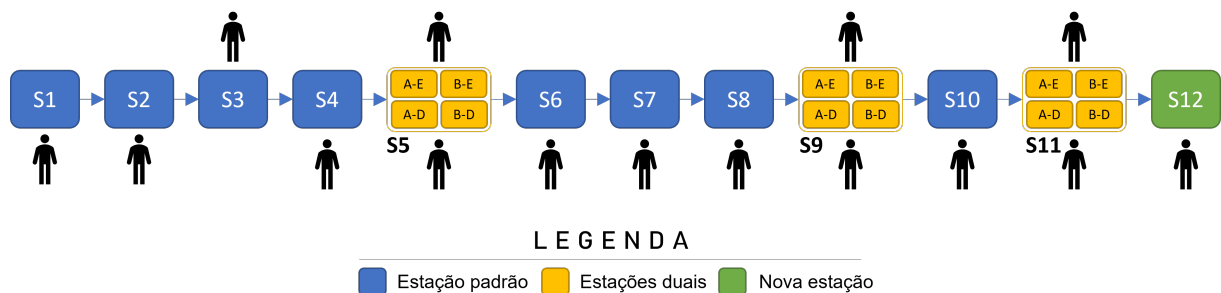 S1 S2 S3 S4 A-E B-E S6 S7 S8 A-E B-E S10 A-E B-E S12
A-D B-D A-D B-D A-D B-D
S5 S9 S11
LEGENDA
Estação padrão Estações duais Nova estação